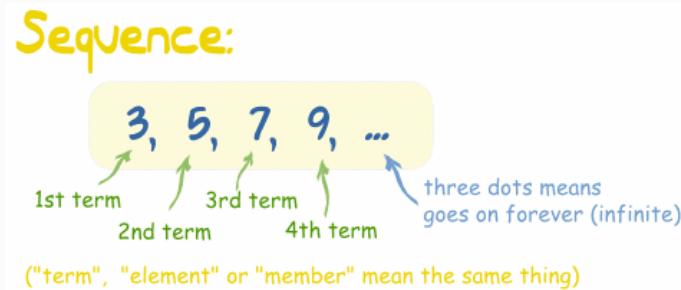 Sequence:
3, 5, 7, 9, ...
1st term
2nd term
3rd term
4th term
three dots means
goes on forever (infinite)
("term", "element" or "member" mean the same thing)